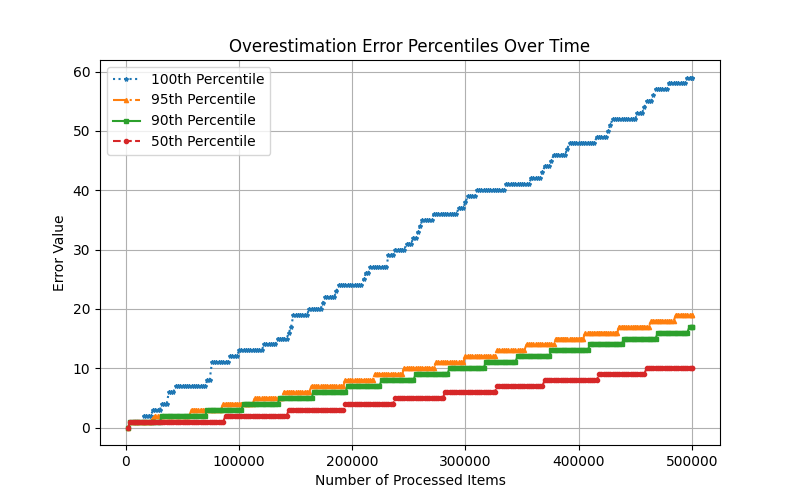 Overestimation Error Percentiles Over Time
100th Percentile
95th Percentile
90th Percentile
50th Percentile
Error Value
60
50
40
30
20
10
0
0 100000 200000 300000 400000 500000
Number of Processed Items